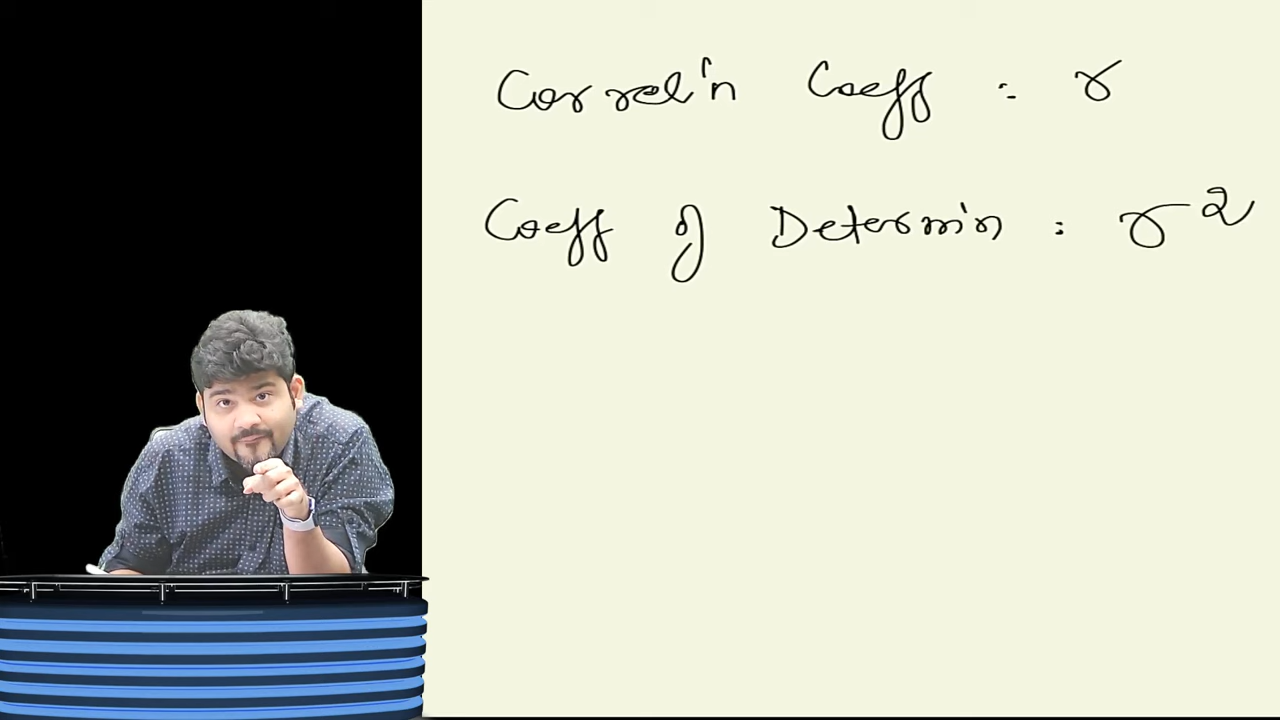 Correl'n Coeff : r
Coeff of Determin'n : r²